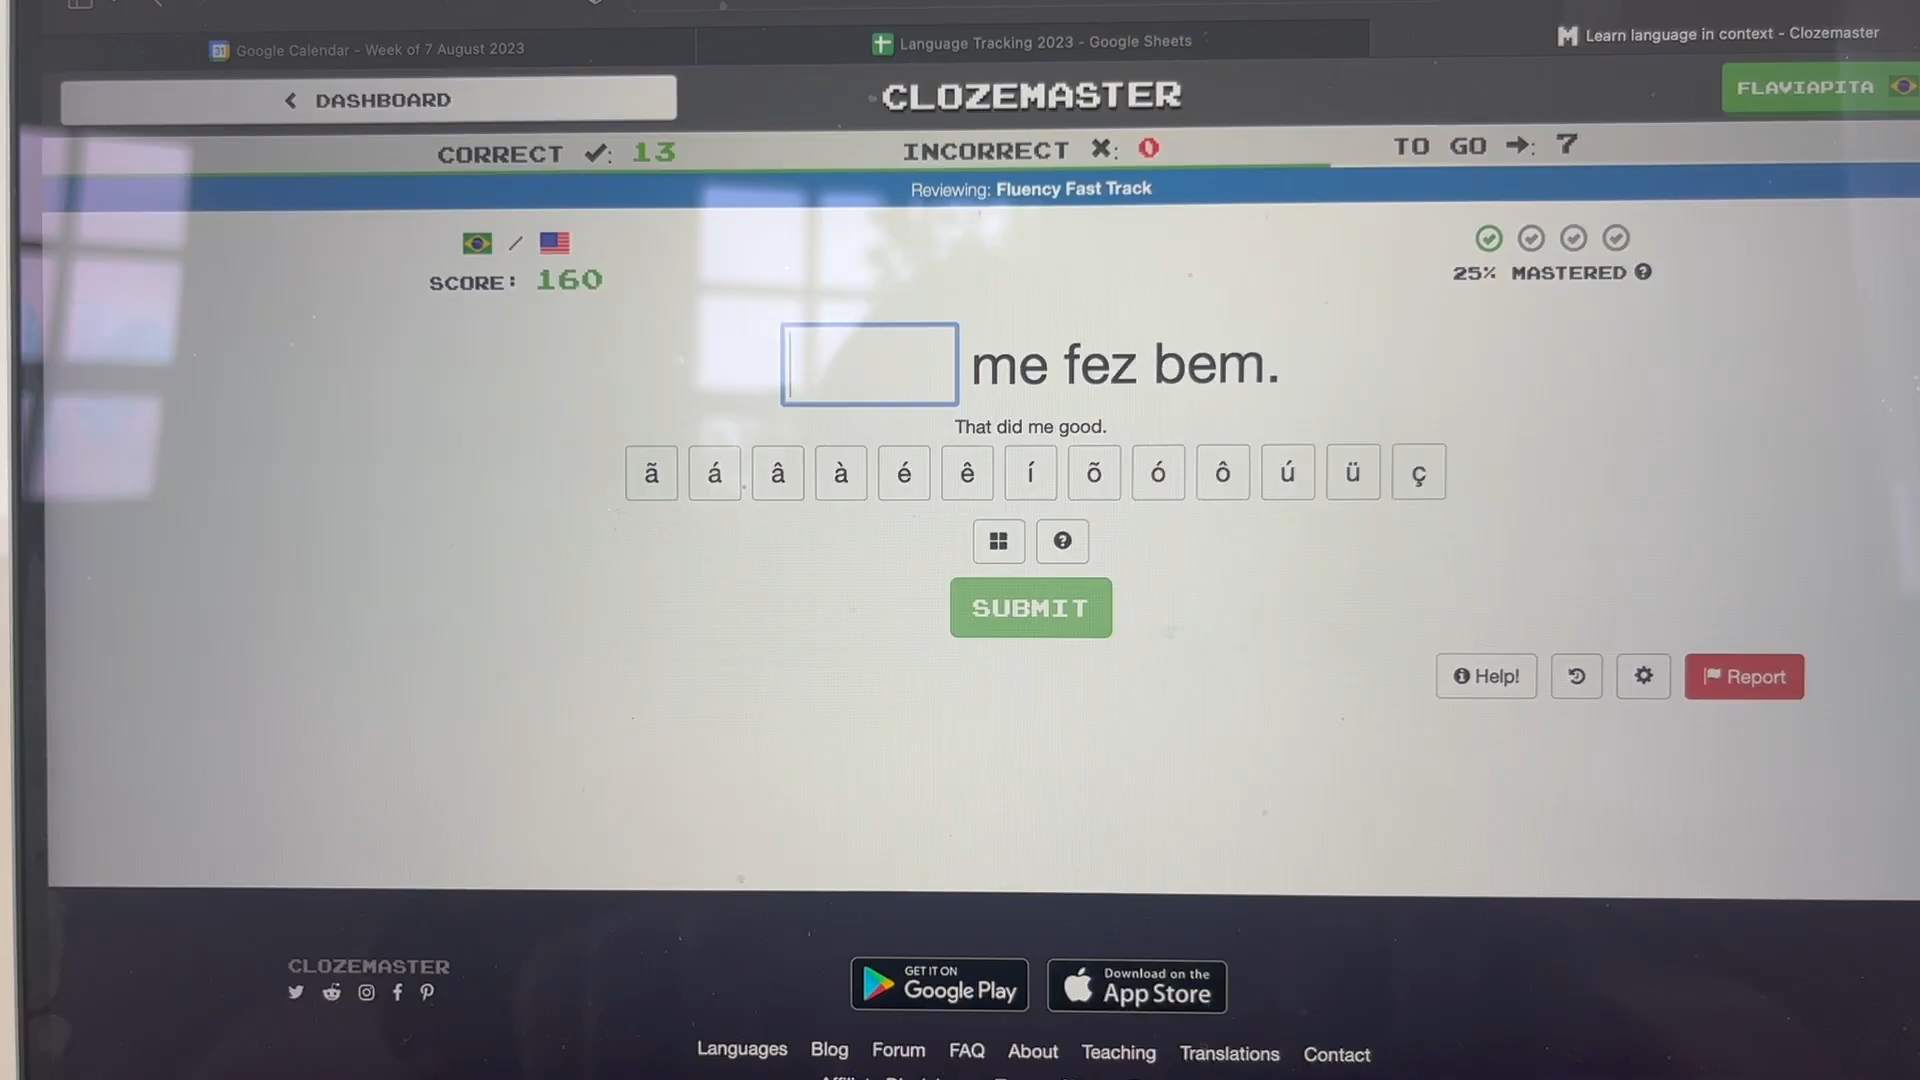 Google Calendar - Week of 7 August 2023
Language Tracking 2023 - Google Sheets
Learn language in context - Clozemaster
DASHBOARD
CLOZEMASTER
FLAVIAPITA
CORRECT ✔: 13
INCORRECT ✖: 0
TO GO ➔: 7
Reviewing: Fluency Fast Track
/
SCORE: 160
25% MASTERED
me fez bem.
That did me good.
ã á â à é ê í õ ó ô ú ü ç
SUBMIT
Help!
Report
CLOZEMASTER
GET IT ON
Google Play
Download on the
App Store
Languages Blog Forum FAQ About Teaching Translations Contact